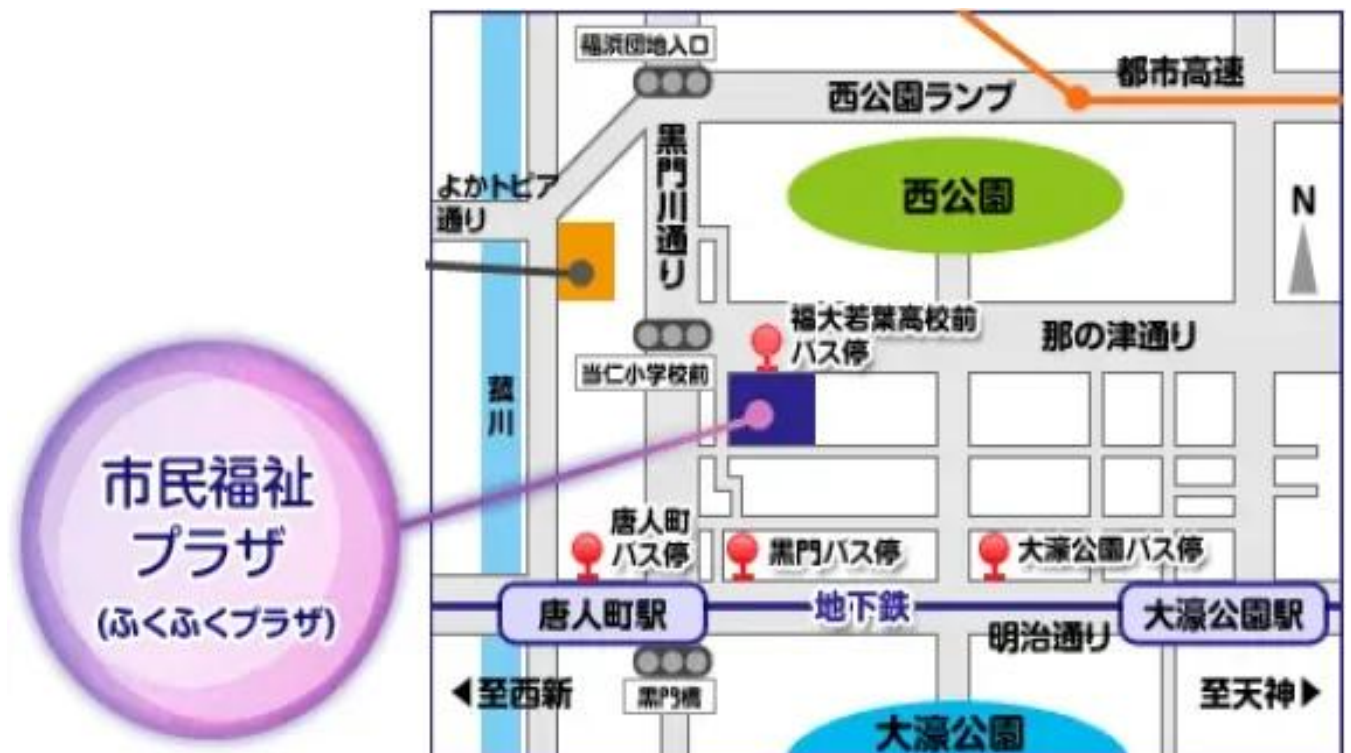 福浜団地入口
都市高速
西公園ランプ
黒門川通り
よかトピア
通り
西公園
N
福大若葉高校前
バス停
那の津通り
当仁小学校前
菰川
市民福祉
プラザ
(ふくふくプラザ)
唐人町
バス停
黒門バス停
大濠公園バス停
唐人町駅
地下鉄
大濠公園駅
明治通り
◀至西新
黒門橋
至天神▶
大濠公園